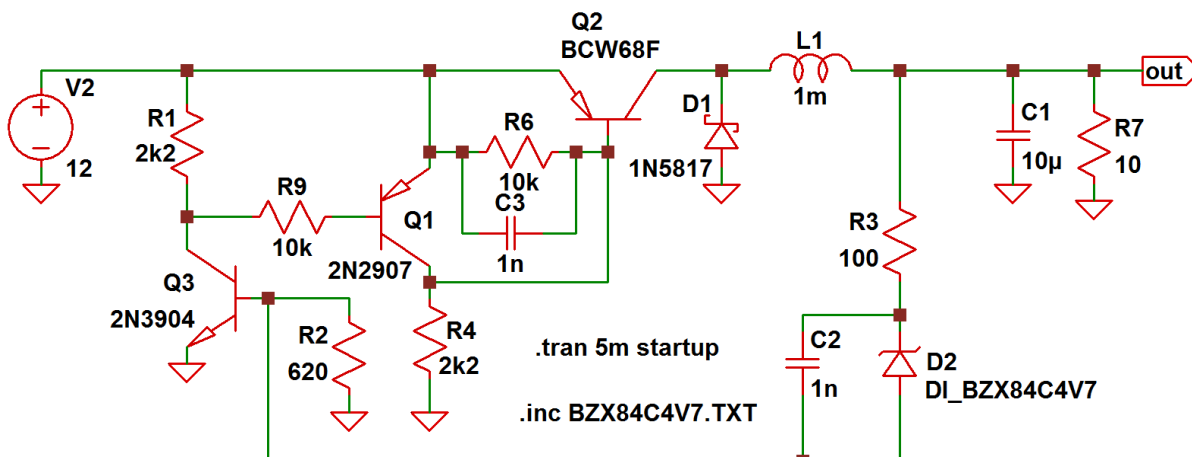 Q2
BCW68F
V2
12
R1
2k2
R9
10k
Q1
2N2907
R6
10k
C3
1n
D1
1N5817
L1
1m
out
C1
10µ
R7
10
R3
100
Q3
2N3904
R2
620
R4
2k2
C2
1n
D2
DI_BZX84C4V7
.tran 5m startup
.inc BZX84C4V7.TXT